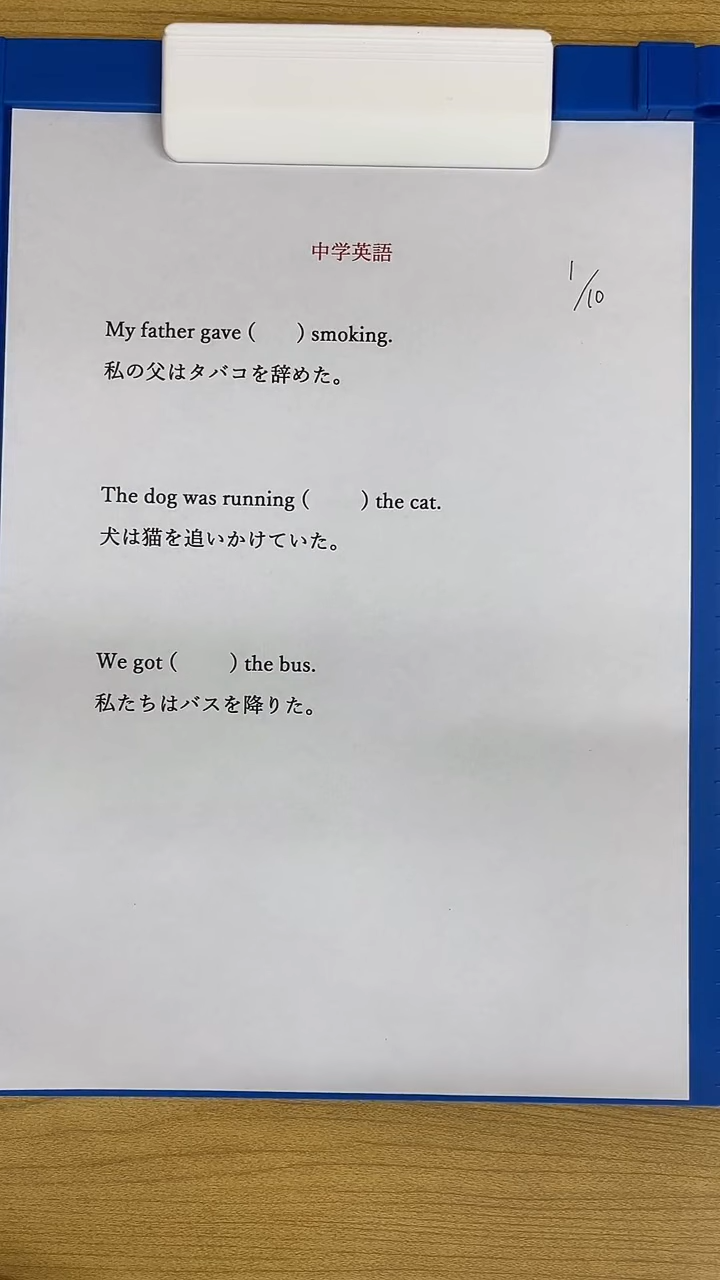 中学英語
1/10
My father gave (      ) smoking.
私の父はタバコを辞めた。
The dog was running (        ) the cat.
犬は猫を追いかけていた。
We got (        ) the bus.
私たちはバスを降りた。